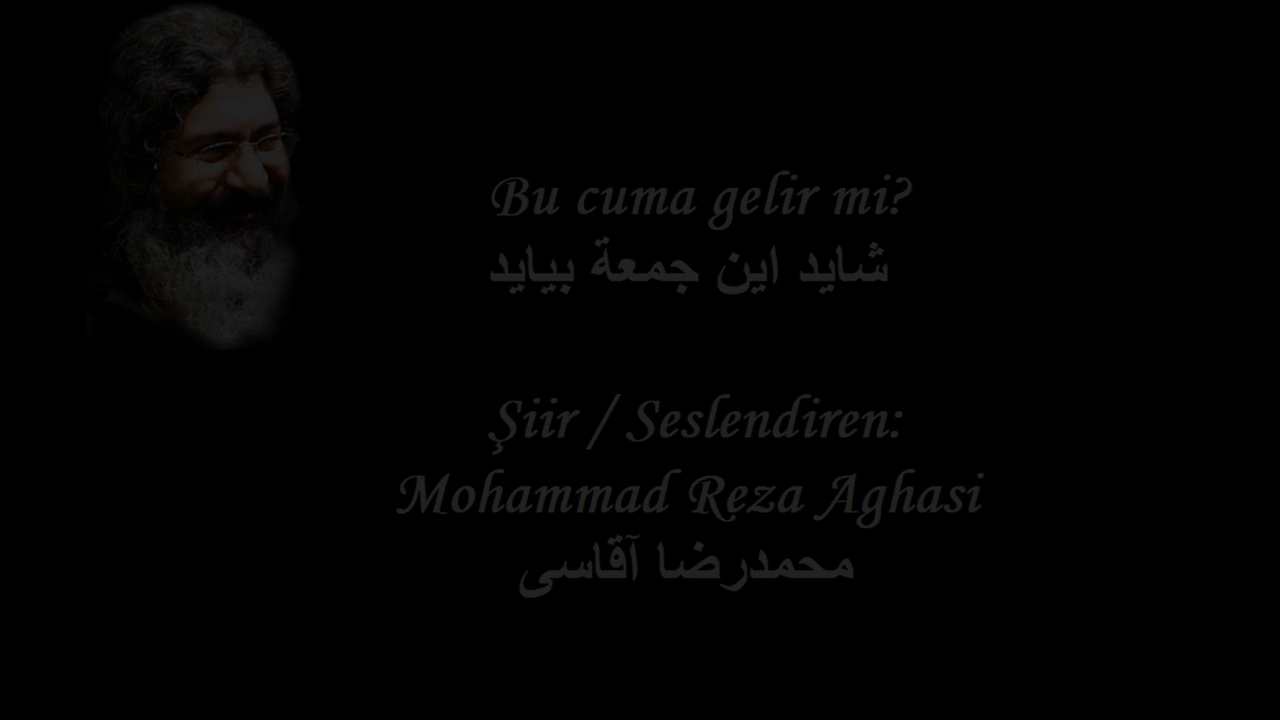 Bu cuma gelir mi?
شاید این جمعة بیاید
Şiir / Seslendiren:
Mohammad Reza Aghasi
محمدرضا آقاسی